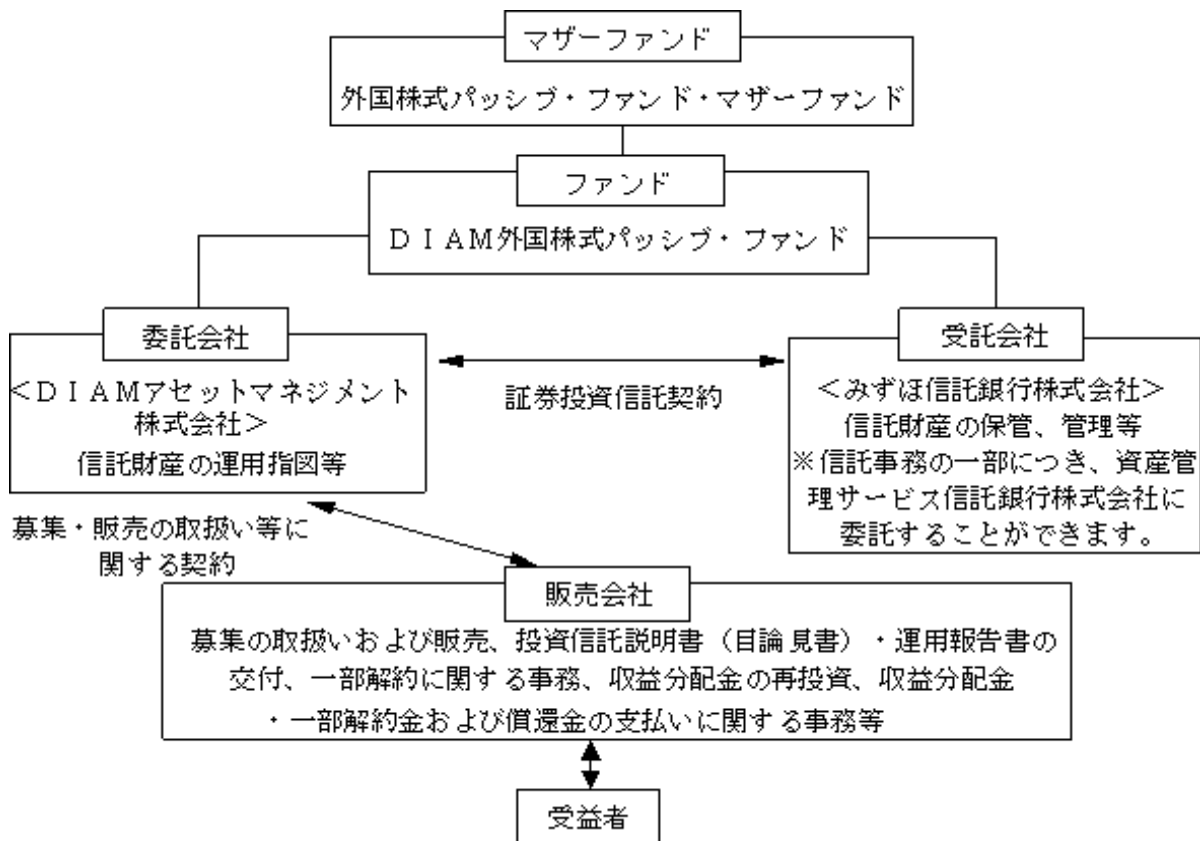 マザーファンド
外国株式パッシブ・ファンド・マザーファンド
ファンド
ＤＩＡＭ外国株式パッシブ・ファンド
委託会社
＜ＤＩＡＭアセットマネジメント
株式会社＞
信託財産の運用指図等
証券投資信託契約
受託会社
＜みずほ信託銀行株式会社＞
信託財産の保管、管理等
※信託事務の一部につき、資産管
理サービス信託銀行株式会社に
委託することができます。
募集・販売の取扱い等に
関する契約
販売会社
募集の取扱いおよび販売、投資信託説明書（目論見書）・運用報告書の
交付、一部解約に関する事務、収益分配金の再投資、収益分配金
・一部解約金および償還金の支払いに関する事務等
受益者